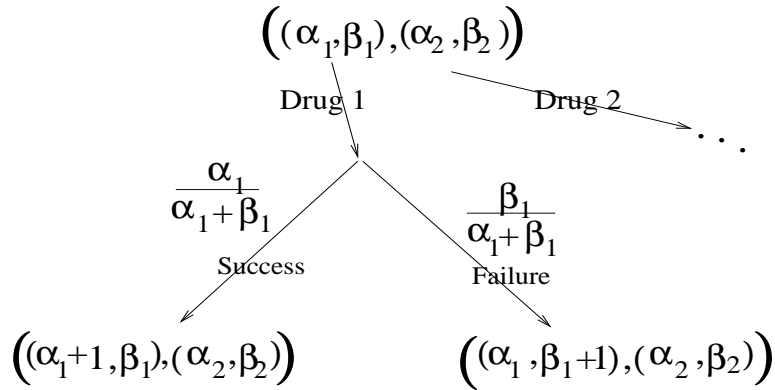 ((α₁,β₁),(α₂,β₂))
Drug 1
Drug 2
. . .
α₁
α₁+β₁
β₁
α₁+β₁
Success
Failure
((α₁+1,β₁),(α₂,β₂))
((α₁,β₁+1),(α₂,β₂))